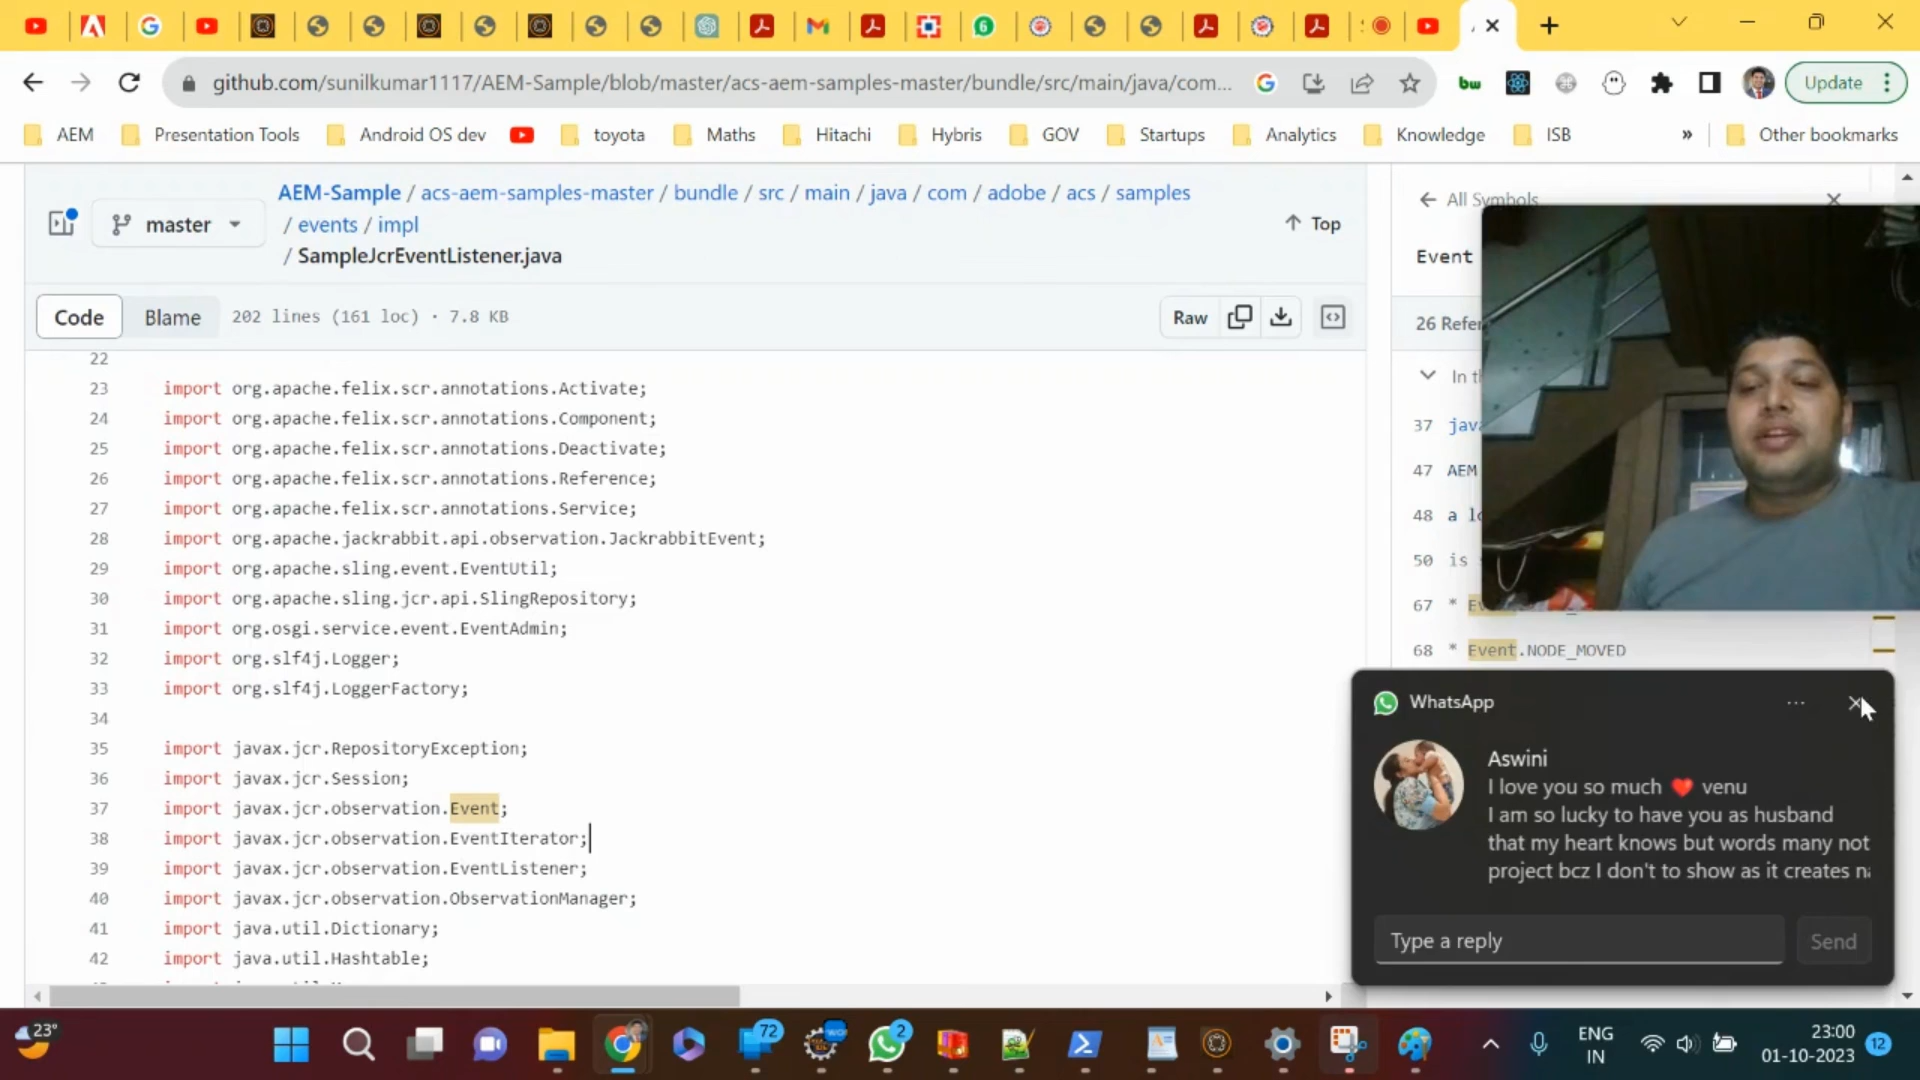 6
Update
github.com/sunilkumar1117/AEM-Sample/blob/master/acs-aem-samples-master/bundle/src/main/java/com...
bw
AEM
Presentation Tools
Android OS dev
toyota
Maths
Hitachi
Hybris
GOV
Startups
Analytics
Knowledge
ISB
»
Other bookmarks
master
AEM-Sample / acs-aem-samples-master / bundle / src / main / java / com / adobe / acs / samples
/ events / impl
/ SampleJcrEventListener.java
Top
Code
Blame
202 lines (161 loc) · 7.8 KB
Raw
22
23 import org.apache.felix.scr.annotations.Activate;
24 import org.apache.felix.scr.annotations.Component;
25 import org.apache.felix.scr.annotations.Deactivate;
26 import org.apache.felix.scr.annotations.Reference;
27 import org.apache.felix.scr.annotations.Service;
28 import org.apache.jackrabbit.api.observation.JackrabbitEvent;
29 import org.apache.sling.event.EventUtil;
30 import org.apache.sling.jcr.api.SlingRepository;
31 import org.osgi.service.event.EventAdmin;
32 import org.slf4j.Logger;
33 import org.slf4j.LoggerFactory;
34
35 import javax.jcr.RepositoryException;
36 import javax.jcr.Session;
37 import javax.jcr.observation.Event;
38 import javax.jcr.observation.EventIterator;
39 import javax.jcr.observation.EventListener;
40 import javax.jcr.observation.ObservationManager;
41 import java.util.Dictionary;
42 import java.util.Hashtable;
All Symbols
Event
26 Refer
In t
37 java
47 AEM
48 a lo
50 is
67 * Ev
68 * Event.NODE_MOVED
WhatsApp
...
Aswini
I love you so much ❤️ venu
I am so lucky to have you as husband
that my heart knows but words many not
project bcz I don't to show as it creates na
Type a reply
Send
23°
72
2
ENG
IN
23:00
01-10-2023
12